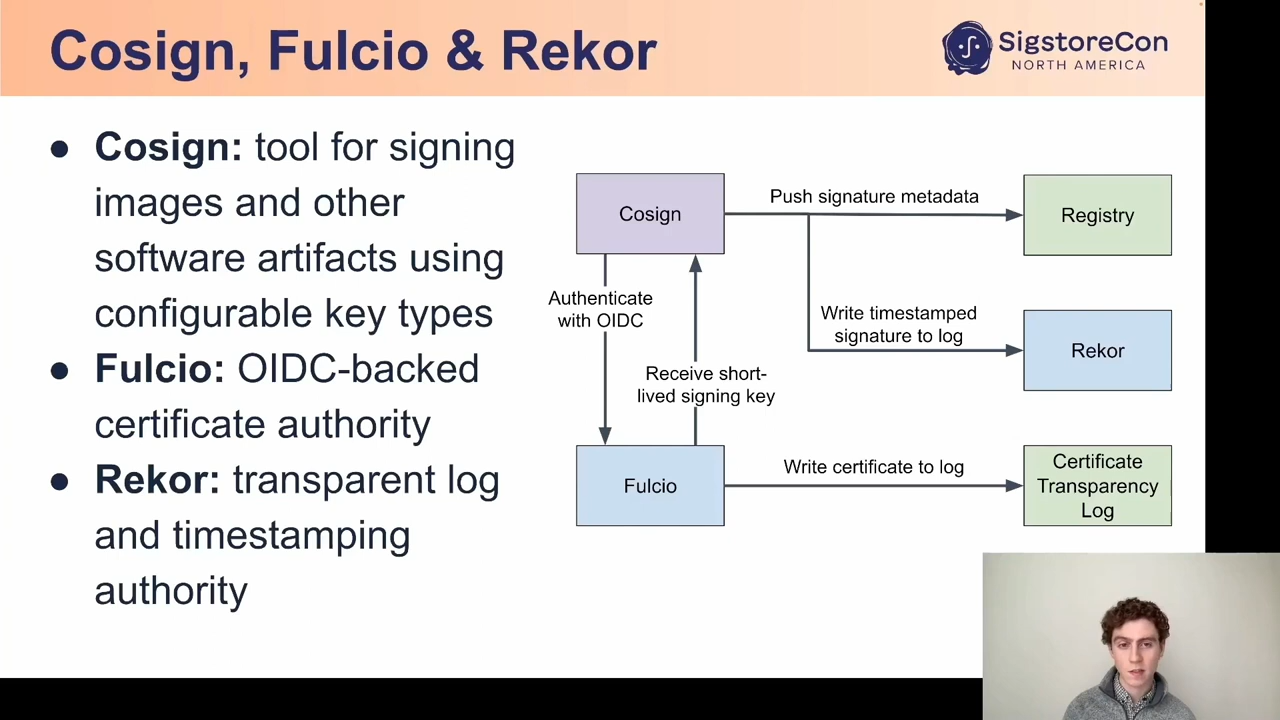 Cosign, Fulcio & Rekor
SigstoreCon
NORTH AMERICA
● Cosign: tool for signing
images and other
software artifacts using
configurable key types
● Fulcio: OIDC-backed
certificate authority
● Rekor: transparent log
and timestamping
authority
Cosign
Push signature metadata
Registry
Authenticate
with OIDC
Write timestamped
signature to log
Rekor
Receive short-
lived signing key
Fulcio
Write certificate to log
Certificate
Transparency
Log